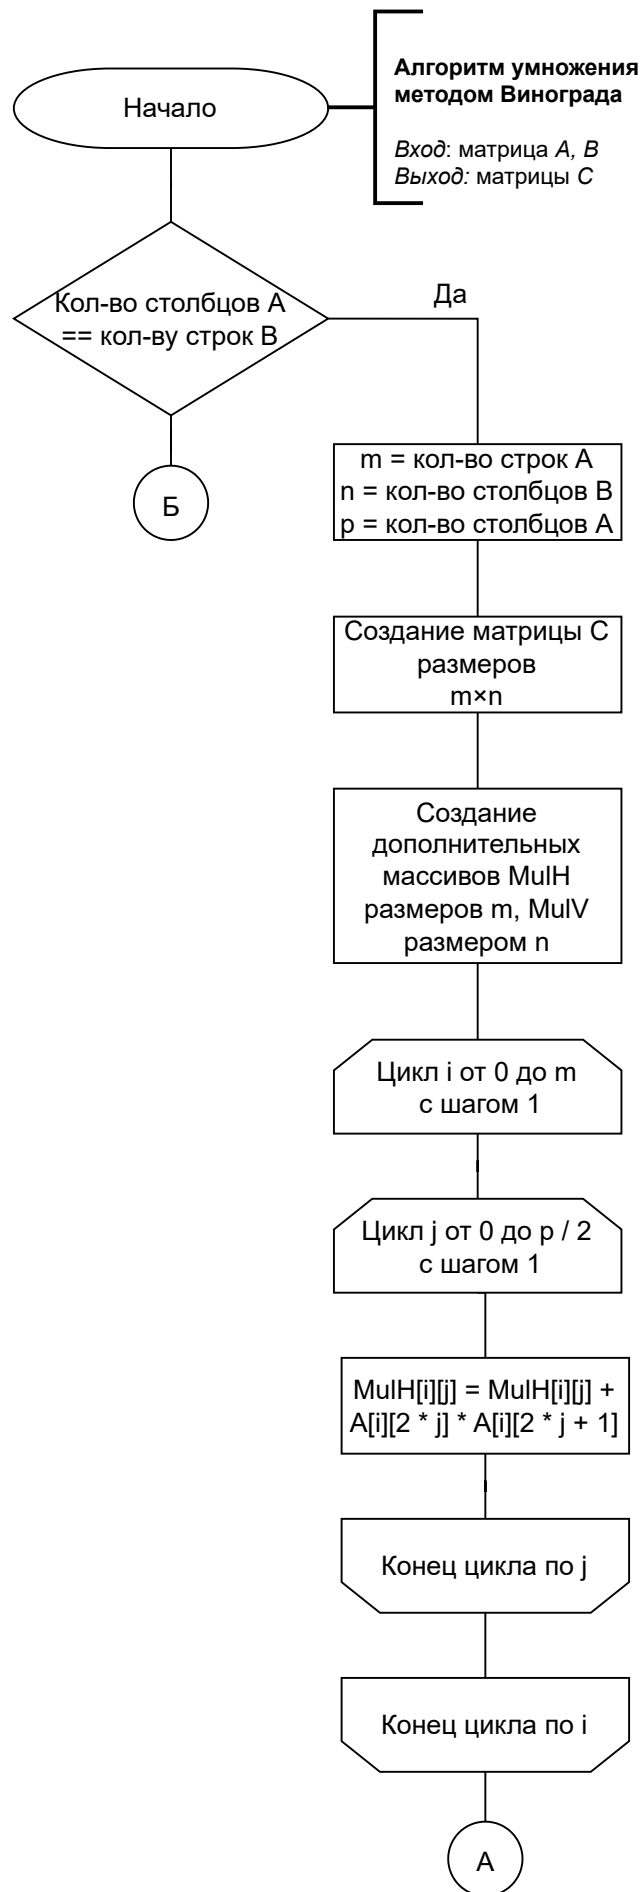 Начало
Алгоритм умножения
методом Винограда
Вход: матрица A, B
Выход: матрицы C
Кол-во столбцов A
== кол-ву строк B
Да
Б
m = кол-во строк A
n = кол-во столбцов B
p = кол-во столбцов A
Создание матрицы C
размеров
m×n
Создание
дополнительных
массивов MulH
размеров m, MulV
размером n
Цикл i от 0 до m
с шагом 1
Цикл j от 0 до p / 2
с шагом 1
MulH[i][j] = MulH[i][j] +
A[i][2 * j] * A[i][2 * j + 1]
Конец цикла по j
Конец цикла по i
А